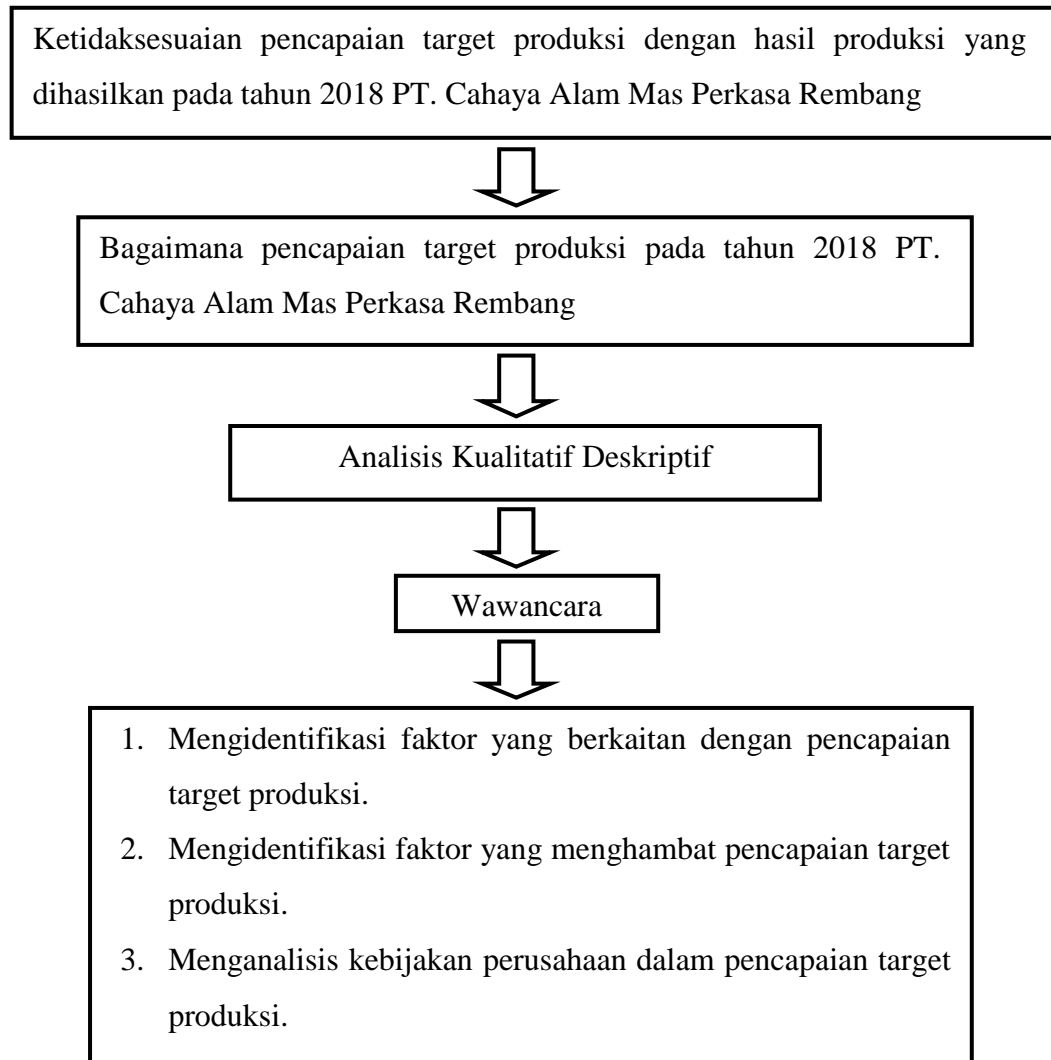 Ketidaksesuaian pencapaian target produksi dengan hasil produksi yang
dihasilkan pada tahun 2018 PT. Cahaya Alam Mas Perkasa Rembang
Bagaimana pencapaian target produksi pada tahun 2018 PT.
Cahaya Alam Mas Perkasa Rembang
Analisis Kualitatif Deskriptif
Wawancara
1. Mengidentifikasi faktor yang berkaitan dengan pencapaian
target produksi.
2. Mengidentifikasi faktor yang menghambat pencapaian target
produksi.
3. Menganalisis kebijakan perusahaan dalam pencapaian target
produksi.